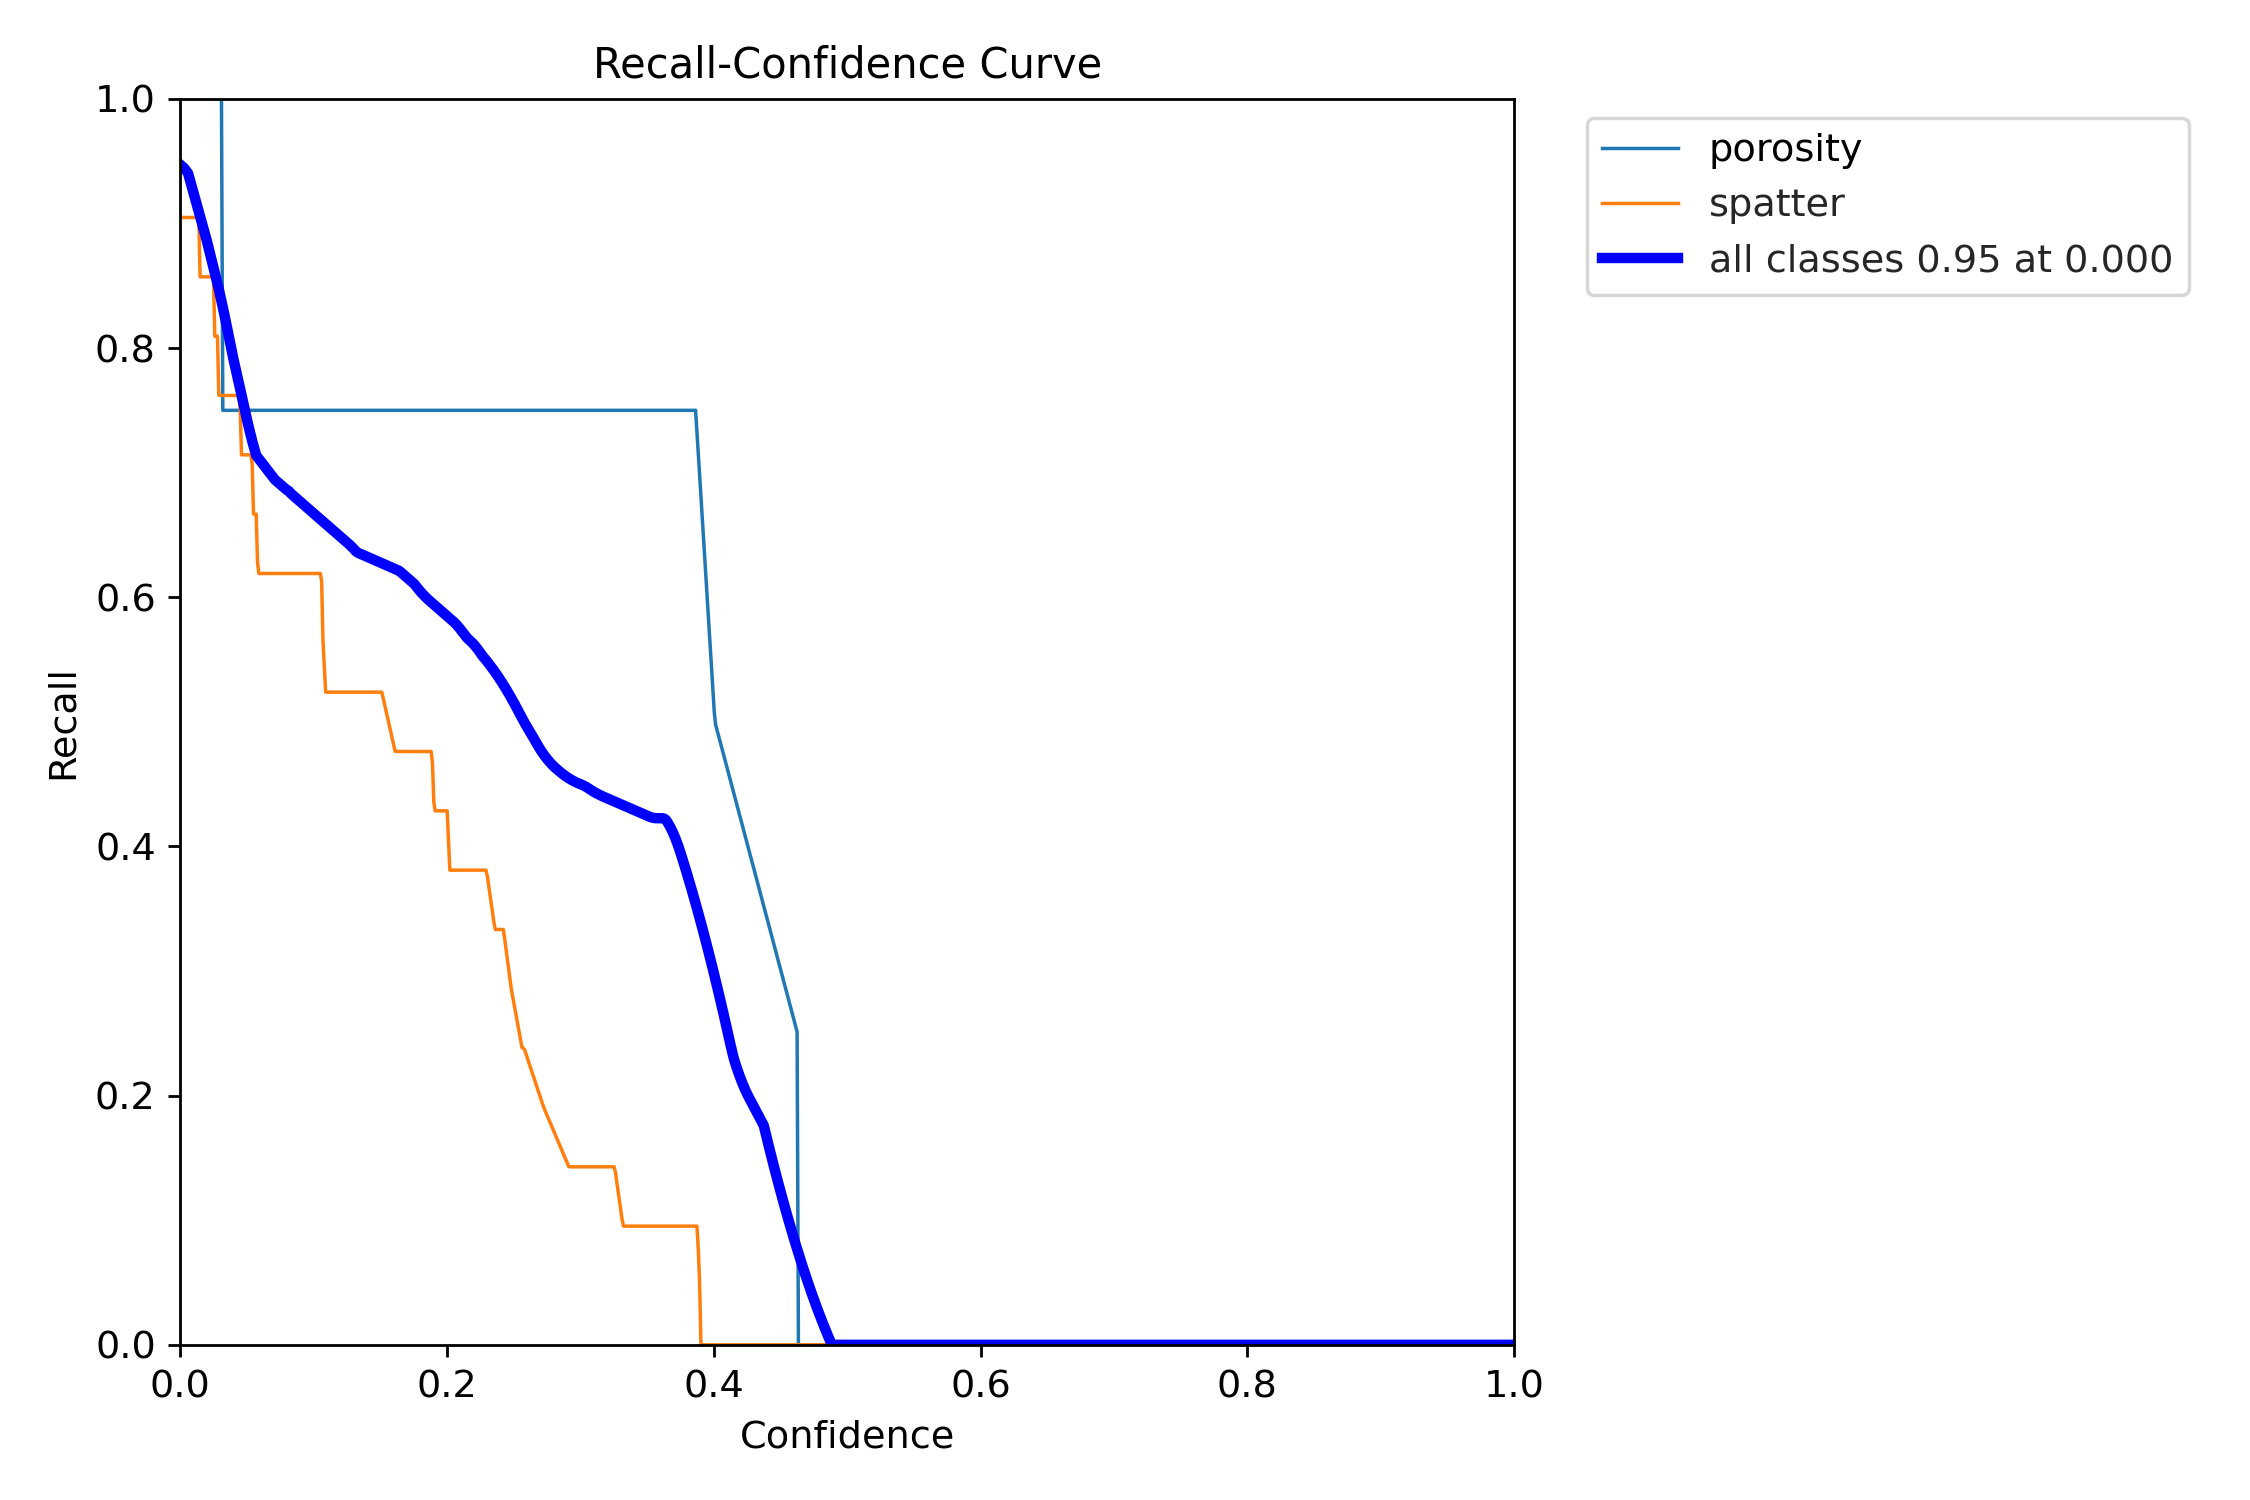 Recall-Confidence Curve
1.0
0.8
0.6
0.4
0.2
0.0
Recall
0.0 0.2 0.4 0.6 0.8 1.0
Confidence
porosity
spatter
all classes 0.95 at 0.000